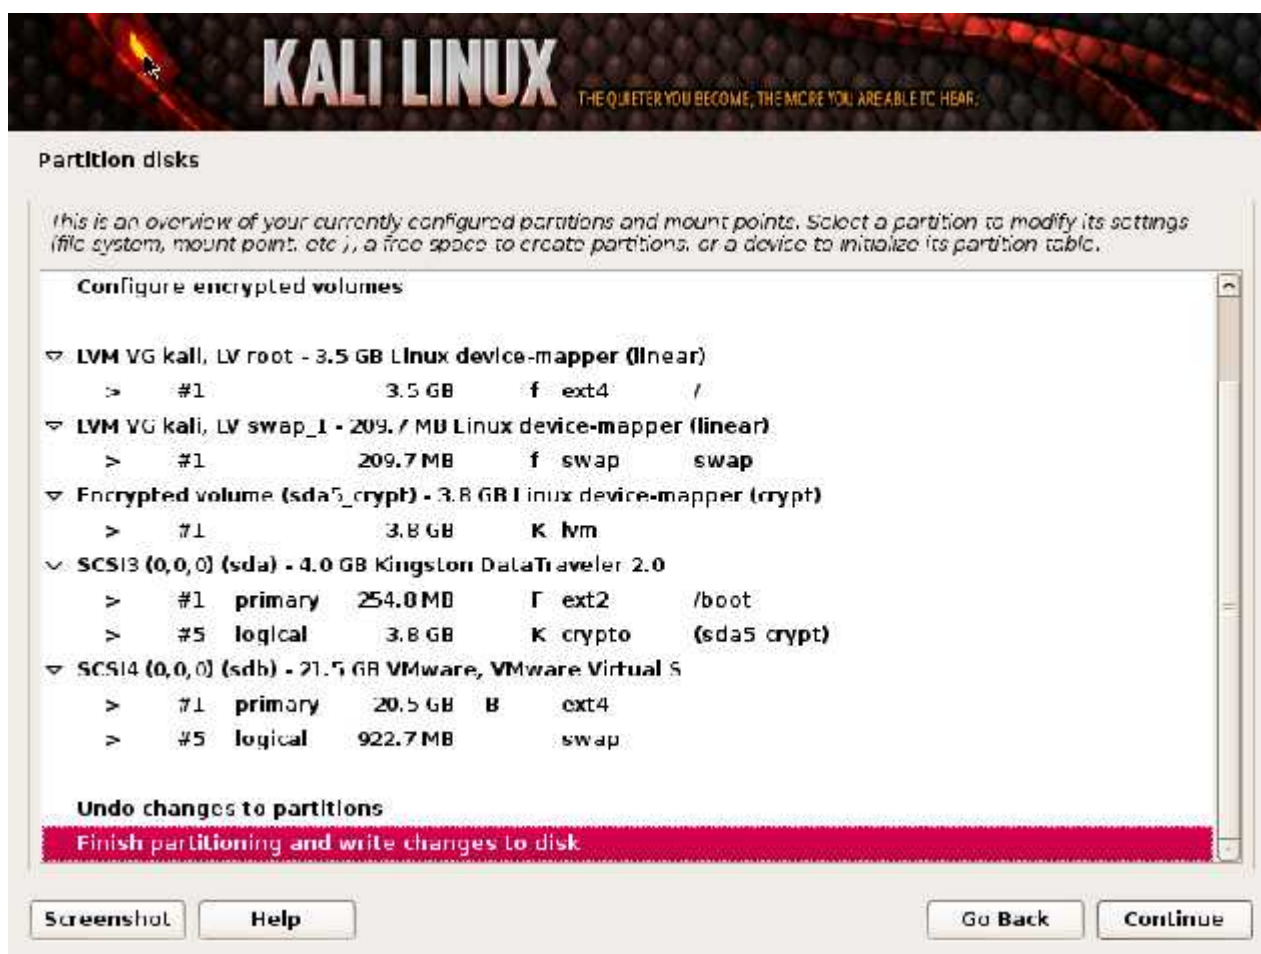 KALI LINUX
THE QUIETER YOU BECOME, THE MORE YOU ARE ABLE TO HEAR.
Partition disks
This is an overview of your currently configured partitions and mount points. Select a partition to modify its settings
(file system, mount point, etc.), a free space to create partitions, or a device to initialize its partition table.
Configure encrypted volumes
LVM VG kali, LV root - 3.5 GB Linux device-mapper (linear)
> #1 3.5 GB f ext4 /
LVM VG kali, LV swap_1 - 209.7 MB Linux device-mapper (linear)
> #1 209.7 MB f swap swap
Encrypted volume (sda5_crypt) - 3.8 GB Linux device-mapper (crypt)
> #1 3.8 GB K lvm
SCSI3 (0,0,0) (sda) - 4.0 GB Kingston DataTraveler 2.0
> #1 primary 254.8 MB F ext2 /boot
> #5 logical 3.8 GB K crypto (sda5_crypt)
SCSI4 (0,0,0) (sdb) - 21.5 GB VMware, VMware Virtual S
> #1 primary 20.5 GB B ext4
> #5 logical 922.7 MB swap
Undo changes to partitions
Finish partitioning and write changes to disk
Screenshot
Help
Go Back
Continue